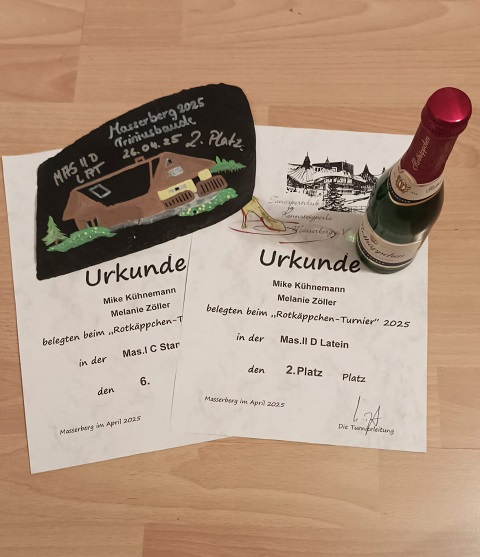 Masserberg 2025
Triniusbaude
26.04.25 2. Platz
MAS II D
LAT
Urkunde
Mike Kühnemann
Melanie Zöller
belegten beim „Rotkäppchen-T
in der Mas.I C Stan
den 6.
Masserberg im April 2025
Urkunde
Mike Kühnemann
Melanie Zöller
belegten beim „Rotkäppchen-Turnier" 2025
in der Mas.II D Latein
den 2.Platz Platz
Masserberg im April 2025
Die Turnierleitung
Rotkäppchen